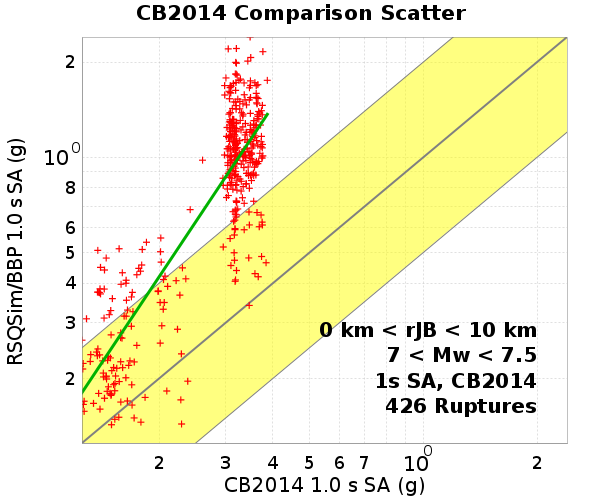 CB2014 Comparison Scatter
RSQSim/BBP 1.0 s SA (g)
2
10⁰
8
6
5
4
3
2
0 km < rJB < 10 km
7 < Mw < 7.5
1s SA, CB2014
426 Ruptures
2 3 4 5 6 7 10⁰ 2
CB2014 1.0 s SA (g)